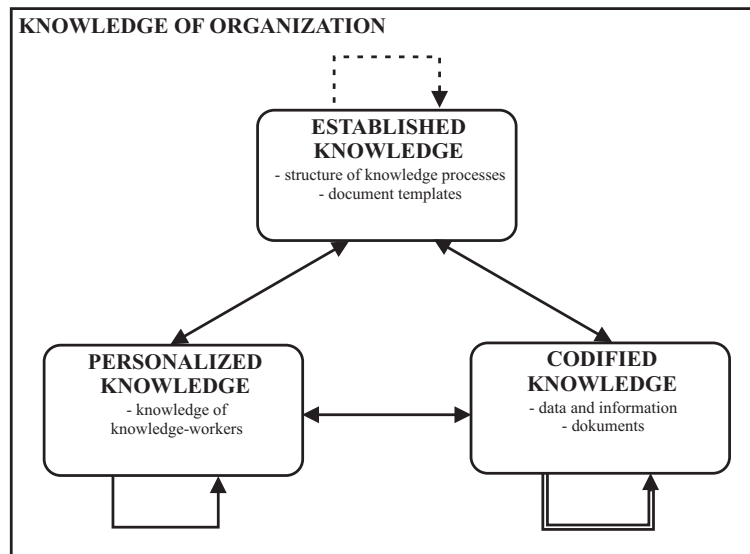 KNOWLEDGE OF ORGANIZATION
ESTABLISHED
KNOWLEDGE
- structure of knowledge processes
- document templates
PERSONALIZED
KNOWLEDGE
- knowledge of
knowledge-workers
CODIFIED
KNOWLEDGE
- data and information
- dokuments